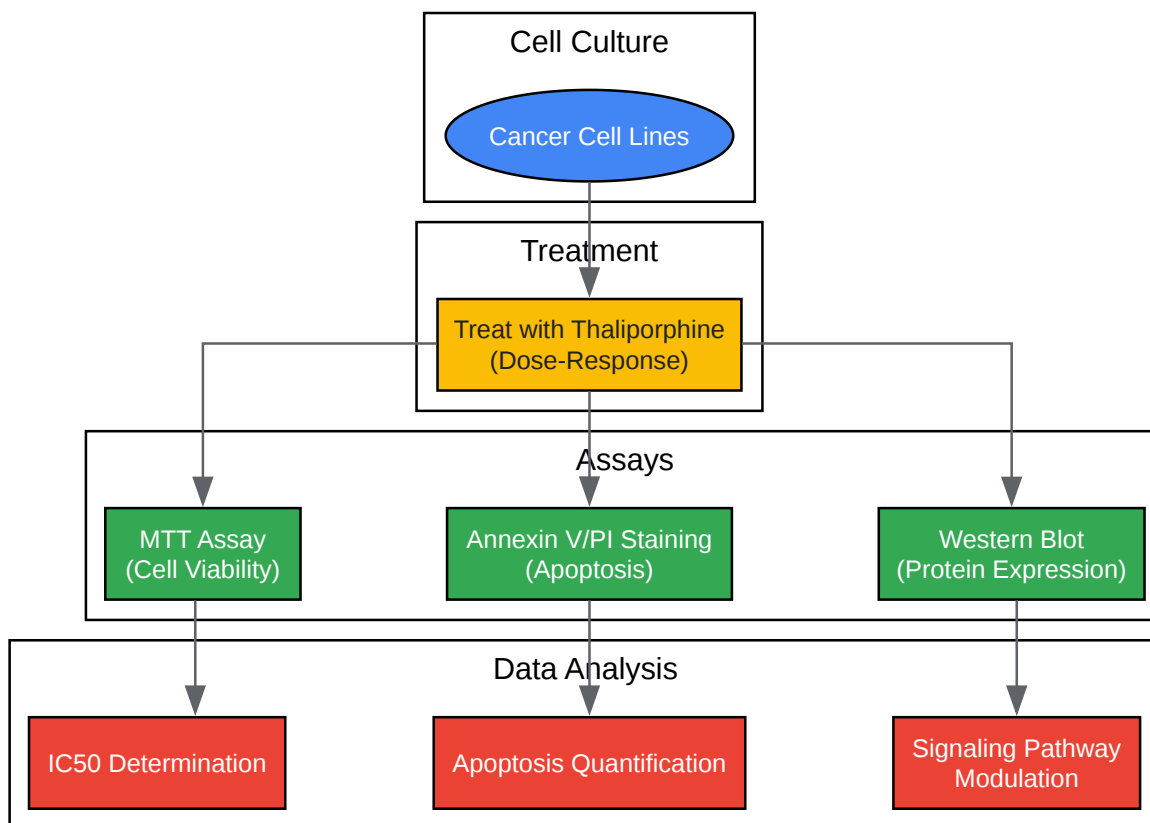 Cell Culture
Cancer Cell Lines
Treatment
Treat with Thaliporphine
(Dose-Response)
Assays
MTT Assay
(Cell Viability)
Annexin V/PI Staining
(Apoptosis)
Western Blot
(Protein Expression)
Data Analysis
IC50 Determination
Apoptosis Quantification
Signaling Pathway
Modulation